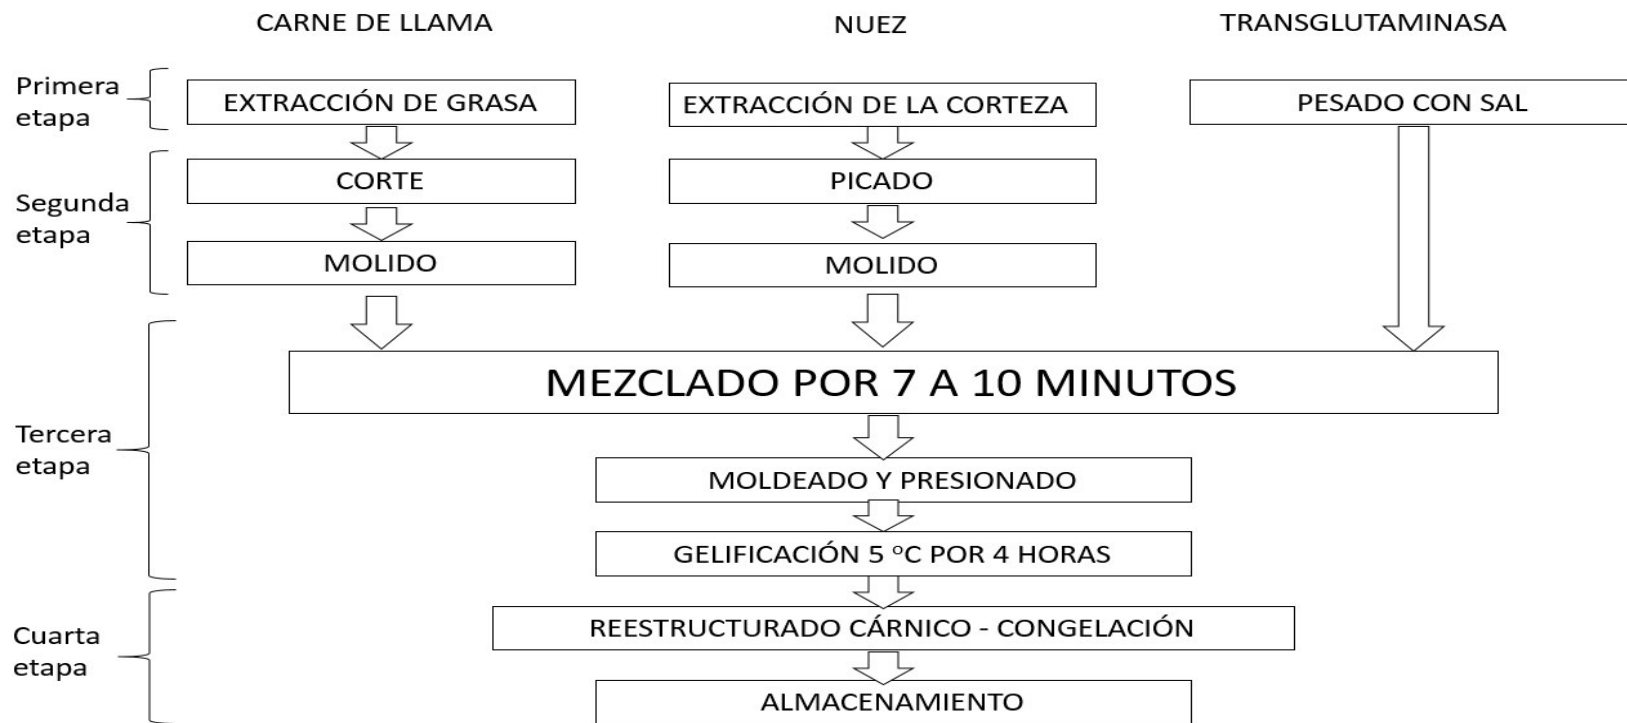 CARNE DE LLAMA
NUEZ
TRANSGLUTAMINASA
Primera
etapa
EXTRACCIÓN DE GRASA
EXTRACCIÓN DE LA CORTEZA
PESADO CON SAL
Segunda
etapa
CORTE
PICADO
MOLIDO
MOLIDO
Tercera
etapa
MEZCLADO POR 7 A 10 MINUTOS
MOLDEADO Y PRESIONADO
GELIFICACIÓN 5 ºC POR 4 HORAS
Cuarta
etapa
REESTRUCTURADO CÁRNICO - CONGELACIÓN
ALMACENAMIENTO